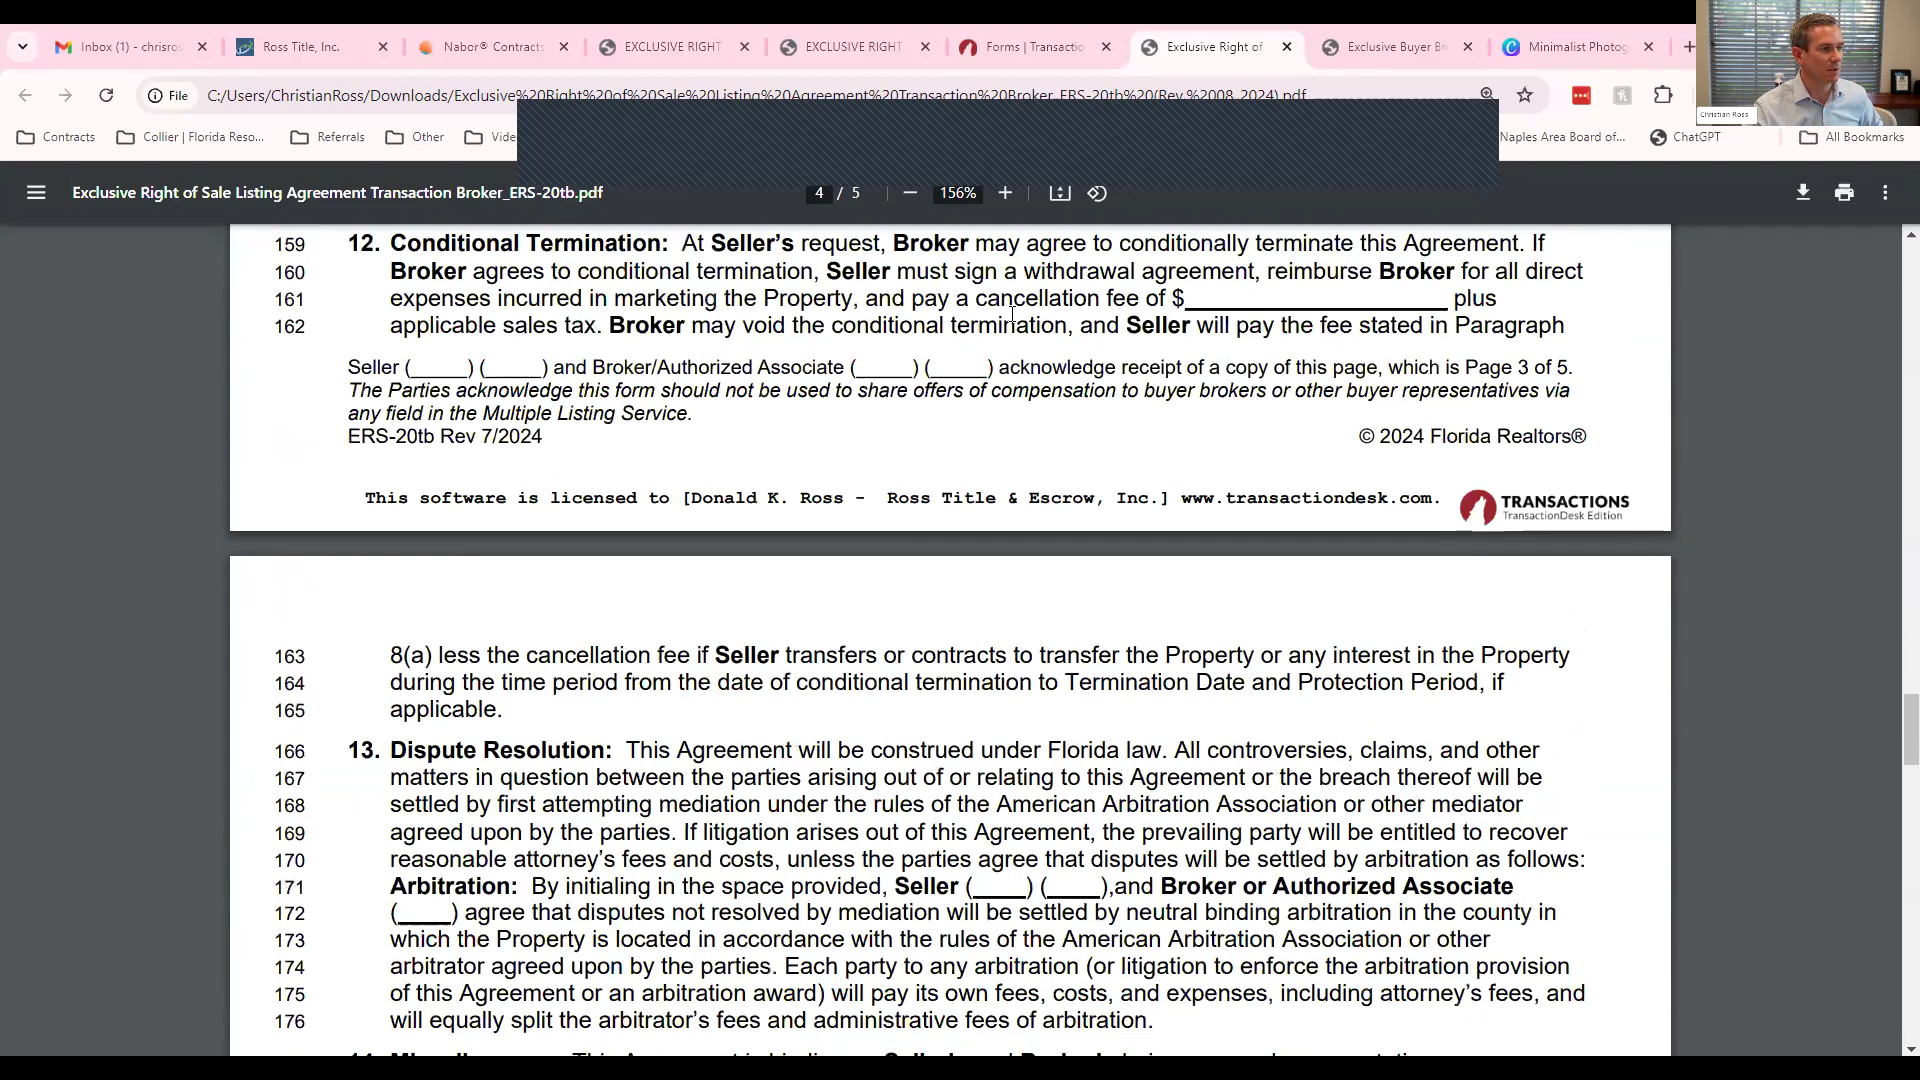 Inbox (1) - chrisros
Ross Title, Inc.
Nabor® Contracts
EXCLUSIVE RIGHT
EXCLUSIVE RIGHT
Forms | Transactio
Exclusive Right of
Exclusive Buyer Br
Minimalist Photog
File
C:/Users/ChristianRoss/Downloads/Exclusive%20Right%20of%20Sale%20Listing%20Agreement%20Transaction%20Broker_ERS-20tb%20(Rev.%2008_2024).pdf
Christian Ross
Contracts
Collier | Florida Reso...
Referrals
Other
Naples Area Board of...
ChatGPT
All Bookmarks
Exclusive Right of Sale Listing Agreement Transaction Broker_ERS-20tb.pdf
4 / 5
156%
159 12. Conditional Termination: At Seller's request, Broker may agree to conditionally terminate this Agreement. If
160 Broker agrees to conditional termination, Seller must sign a withdrawal agreement, reimburse Broker for all direct
161 expenses incurred in marketing the Property, and pay a cancellation fee of $____________________ plus
162 applicable sales tax. Broker may void the conditional termination, and Seller will pay the fee stated in Paragraph
Seller (_____) (_____) and Broker/Authorized Associate (_____) (_____) acknowledge receipt of a copy of this page, which is Page 3 of 5.
The Parties acknowledge this form should not be used to share offers of compensation to buyer brokers or other buyer representatives via
any field in the Multiple Listing Service.
ERS-20tb Rev 7/2024 © 2024 Florida Realtors®
This software is licensed to [Donald K. Ross - Ross Title & Escrow, Inc.] www.transactiondesk.com.
TRANSACTIONS
TransactionDesk Edition
163 8(a) less the cancellation fee if Seller transfers or contracts to transfer the Property or any interest in the Property
164 during the time period from the date of conditional termination to Termination Date and Protection Period, if
165 applicable.
166 13. Dispute Resolution: This Agreement will be construed under Florida law. All controversies, claims, and other
167 matters in question between the parties arising out of or relating to this Agreement or the breach thereof will be
168 settled by first attempting mediation under the rules of the American Arbitration Association or other mediator
169 agreed upon by the parties. If litigation arises out of this Agreement, the prevailing party will be entitled to recover
170 reasonable attorney's fees and costs, unless the parties agree that disputes will be settled by arbitration as follows:
171 Arbitration: By initialing in the space provided, Seller (____) (____),and Broker or Authorized Associate
172 (____) agree that disputes not resolved by mediation will be settled by neutral binding arbitration in the county in
173 which the Property is located in accordance with the rules of the American Arbitration Association or other
174 arbitrator agreed upon by the parties. Each party to any arbitration (or litigation to enforce the arbitration provision
175 of this Agreement or an arbitration award) will pay its own fees, costs, and expenses, including attorney's fees, and
176 will equally split the arbitrator's fees and administrative fees of arbitration.